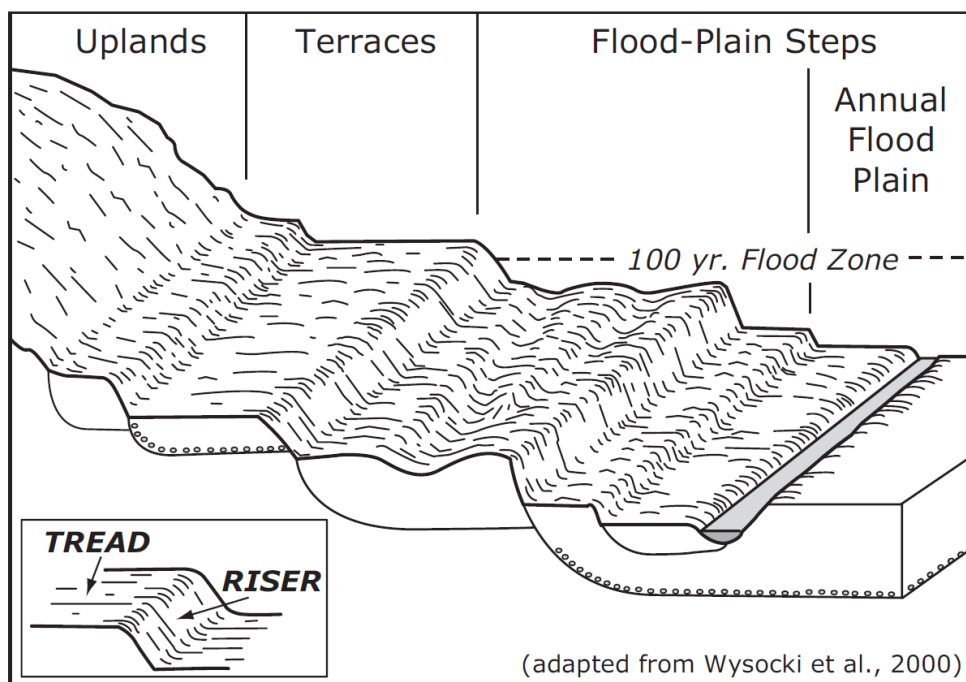 Uplands
Terraces
Flood-Plain Steps
Annual
Flood
Plain
100 yr. Flood Zone
TREAD
RISER
(adapted from Wysocki et al., 2000)